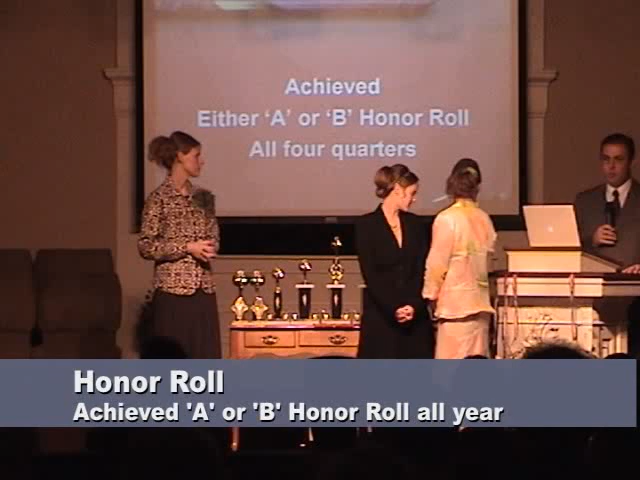 Achieved
Either ‘A’ or ‘B’ Honor Roll
All four quarters
Honor Roll
Achieved 'A' or 'B' Honor Roll all year